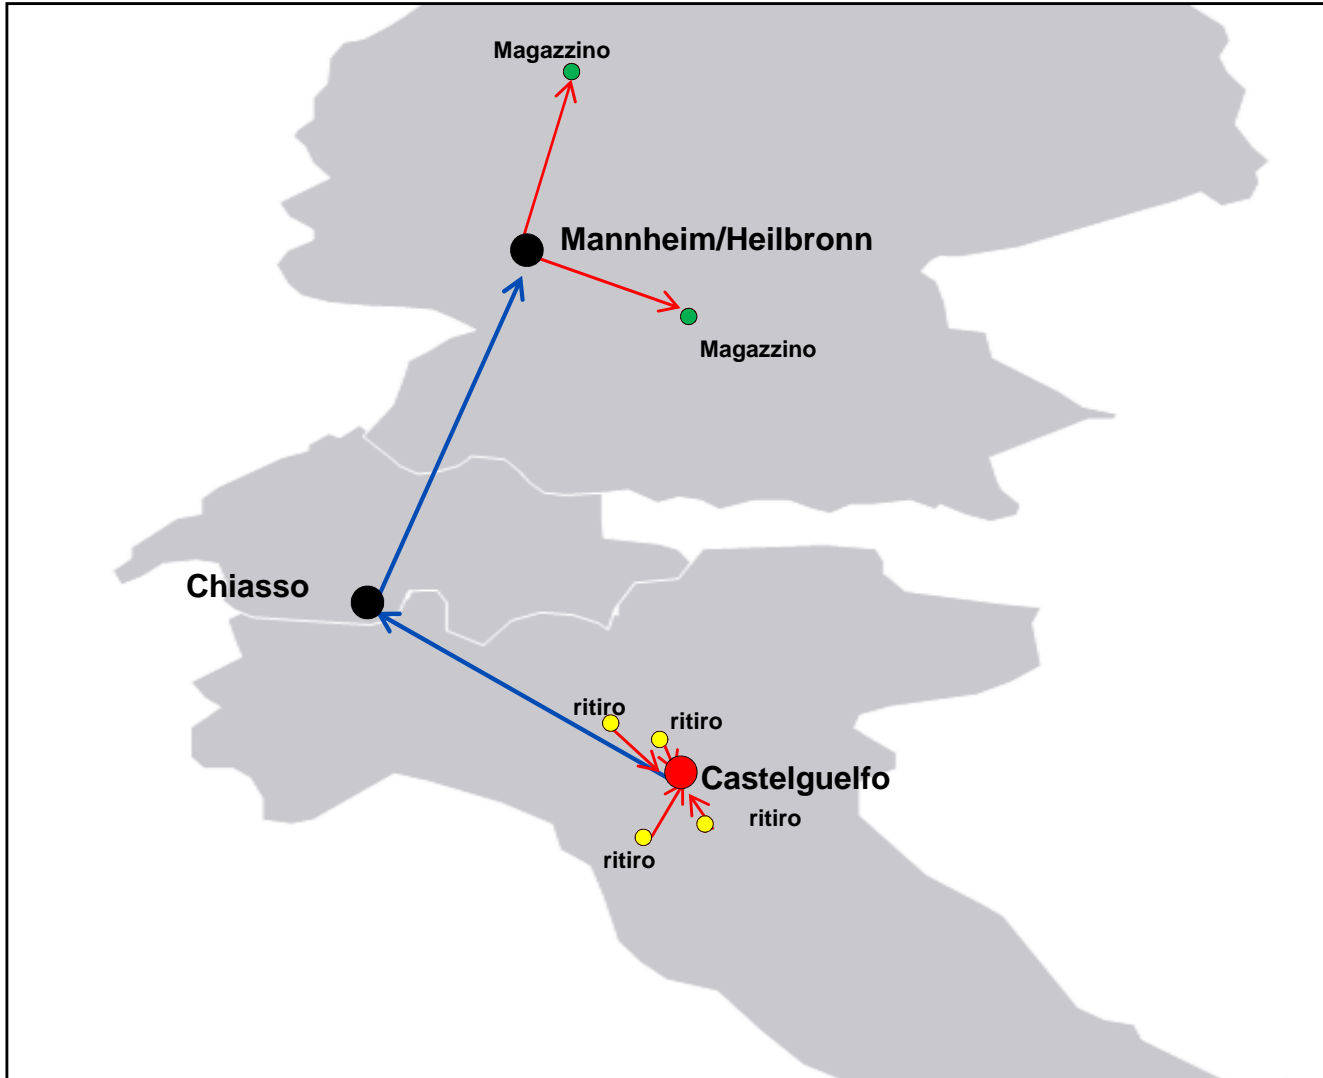 Magazzino
Mannheim/Heilbronn
Magazzino
Chiasso
ritiro
ritiro
Castelguelfo
ritiro
ritiro